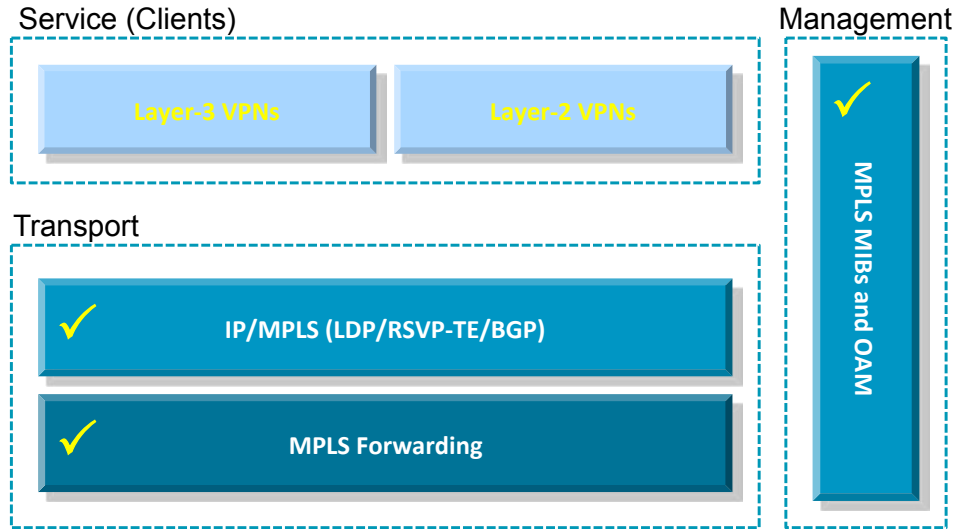 Service (Clients)
Management
Layer-3 VPNs
Layer-2 VPNs
MPLS MIBs and OAM
Transport
IP/MPLS (LDP/RSVP-TE/BGP)
MPLS Forwarding